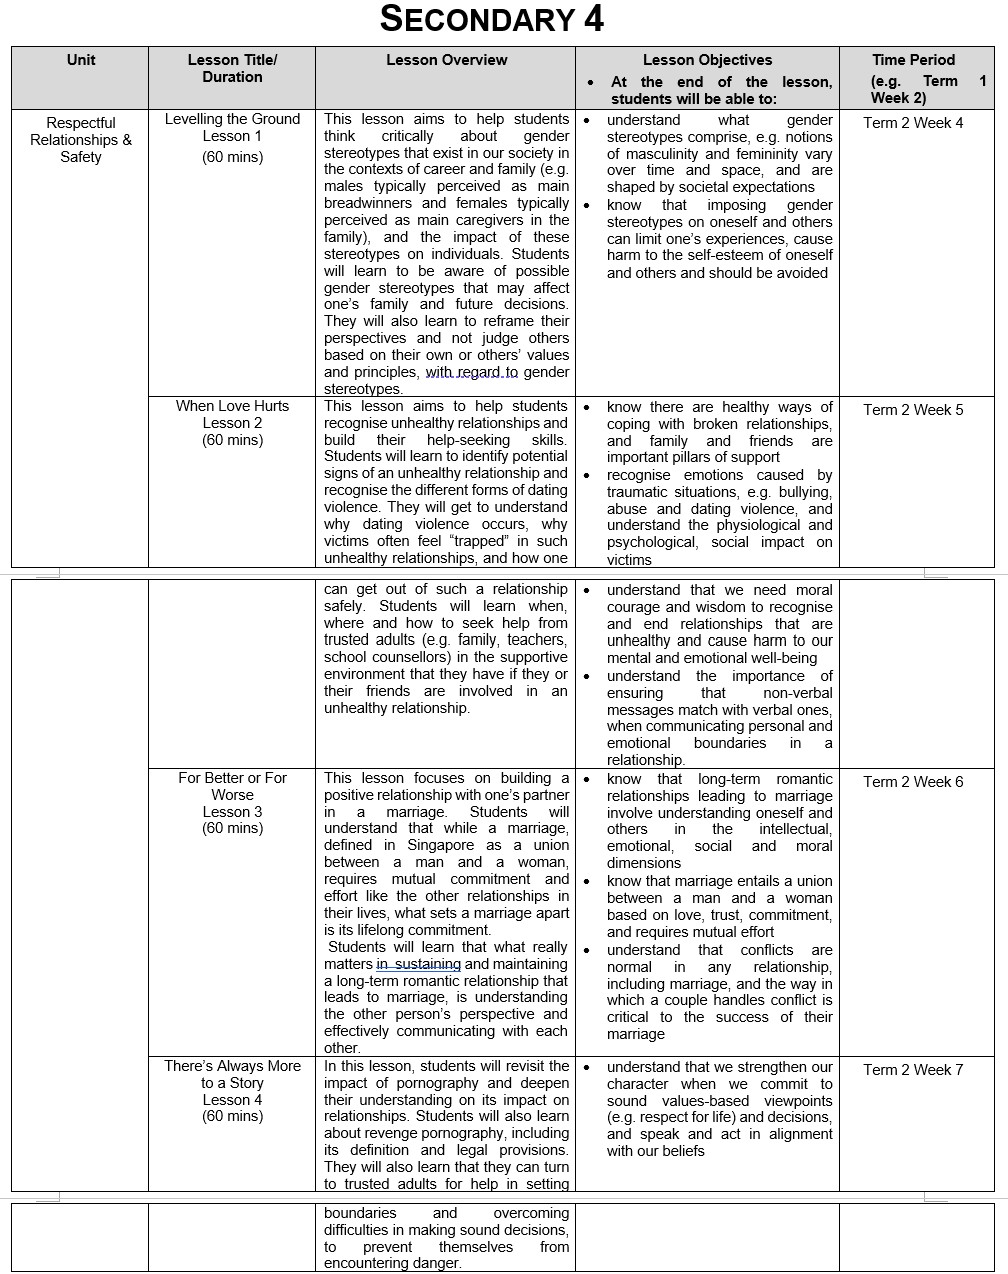 SECONDARY 4
Unit
Lesson Title/
Duration
Lesson Overview
Lesson Objectives
• At the end of the lesson,
students will be able to:
Time Period
(e.g. Term 1
Week 2)
Respectful
Relationships &
Safety
Levelling the Ground
Lesson 1
(60 mins)
This lesson aims to help students
think critically about gender
stereotypes that exist in our society in
the contexts of career and family (e.g.
males typically perceived as main
breadwinners and females typically
perceived as main caregivers in the
family), and the impact of these
stereotypes on individuals. Students
will learn to be aware of possible
gender stereotypes that may affect
one's family and future decisions.
They will also learn to reframe their
perspectives and not judge others
based on their own or others' values
and principles, with regard to gender
stereotypes.
• understand what gender
stereotypes comprise, e.g. notions
of masculinity and femininity vary
over time and space, and are
shaped by societal expectations
• know that imposing gender
stereotypes on oneself and others
can limit one's experiences, cause
harm to the self-esteem of oneself
and others and should be avoided
Term 2 Week 4
When Love Hurts
Lesson 2
(60 mins)
This lesson aims to help students
recognise unhealthy relationships and
build their help-seeking skills.
Students will learn to identify potential
signs of an unhealthy relationship and
recognise the different forms of dating
violence. They will get to understand
why dating violence occurs, why
victims often feel “trapped” in such
unhealthy relationships, and how one
• know there are healthy ways of
coping with broken relationships,
and family and friends are
important pillars of support
• recognise emotions caused by
traumatic situations, e.g. bullying,
abuse and dating violence, and
understand the physiological and
psychological, social impact on
victims
Term 2 Week 5
can get out of such a relationship
safely. Students will learn when,
where and how to seek help from
trusted adults (e.g. family, teachers,
school counsellors) in the supportive
environment that they have if they or
their friends are involved in an
unhealthy relationship.
• understand that we need moral
courage and wisdom to recognise
and end relationships that are
unhealthy and cause harm to our
mental and emotional well-being
• understand the importance of
ensuring that non-verbal
messages match with verbal ones,
when communicating personal and
emotional boundaries in a
relationship.
For Better or For
Worse
Lesson 3
(60 mins)
This lesson focuses on building a
positive relationship with one's partner
in a marriage. Students will
understand that while a marriage,
defined in Singapore as a union
between a man and a woman,
requires mutual commitment and
effort like the other relationships in
their lives, what sets a marriage apart
is its lifelong commitment.
Students will learn that what really
matters in sustaining and maintaining
a long-term romantic relationship that
leads to marriage, is understanding
the other person's perspective and
effectively communicating with each
other.
• know that long-term romantic
relationships leading to marriage
involve understanding oneself and
others in the intellectual,
emotional, social and moral
dimensions
• know that marriage entails a union
between a man and a woman
based on love, trust, commitment,
and requires mutual effort
• understand that conflicts are
normal in any relationship,
including marriage, and the way in
which a couple handles conflict is
critical to the success of their
marriage
Term 2 Week 6
There's Always More
to a Story
Lesson 4
(60 mins)
In this lesson, students will revisit the
impact of pornography and deepen
their understanding on its impact on
relationships. Students will also learn
about revenge pornography, including
its definition and legal provisions.
They will also learn that they can turn
to trusted adults for help in setting
• understand that we strengthen our
character when we commit to
sound values-based viewpoints
(e.g. respect for life) and decisions,
and speak and act in alignment
with our beliefs
Term 2 Week 7
boundaries and overcoming
difficulties in making sound decisions,
to prevent themselves from
encountering danger.